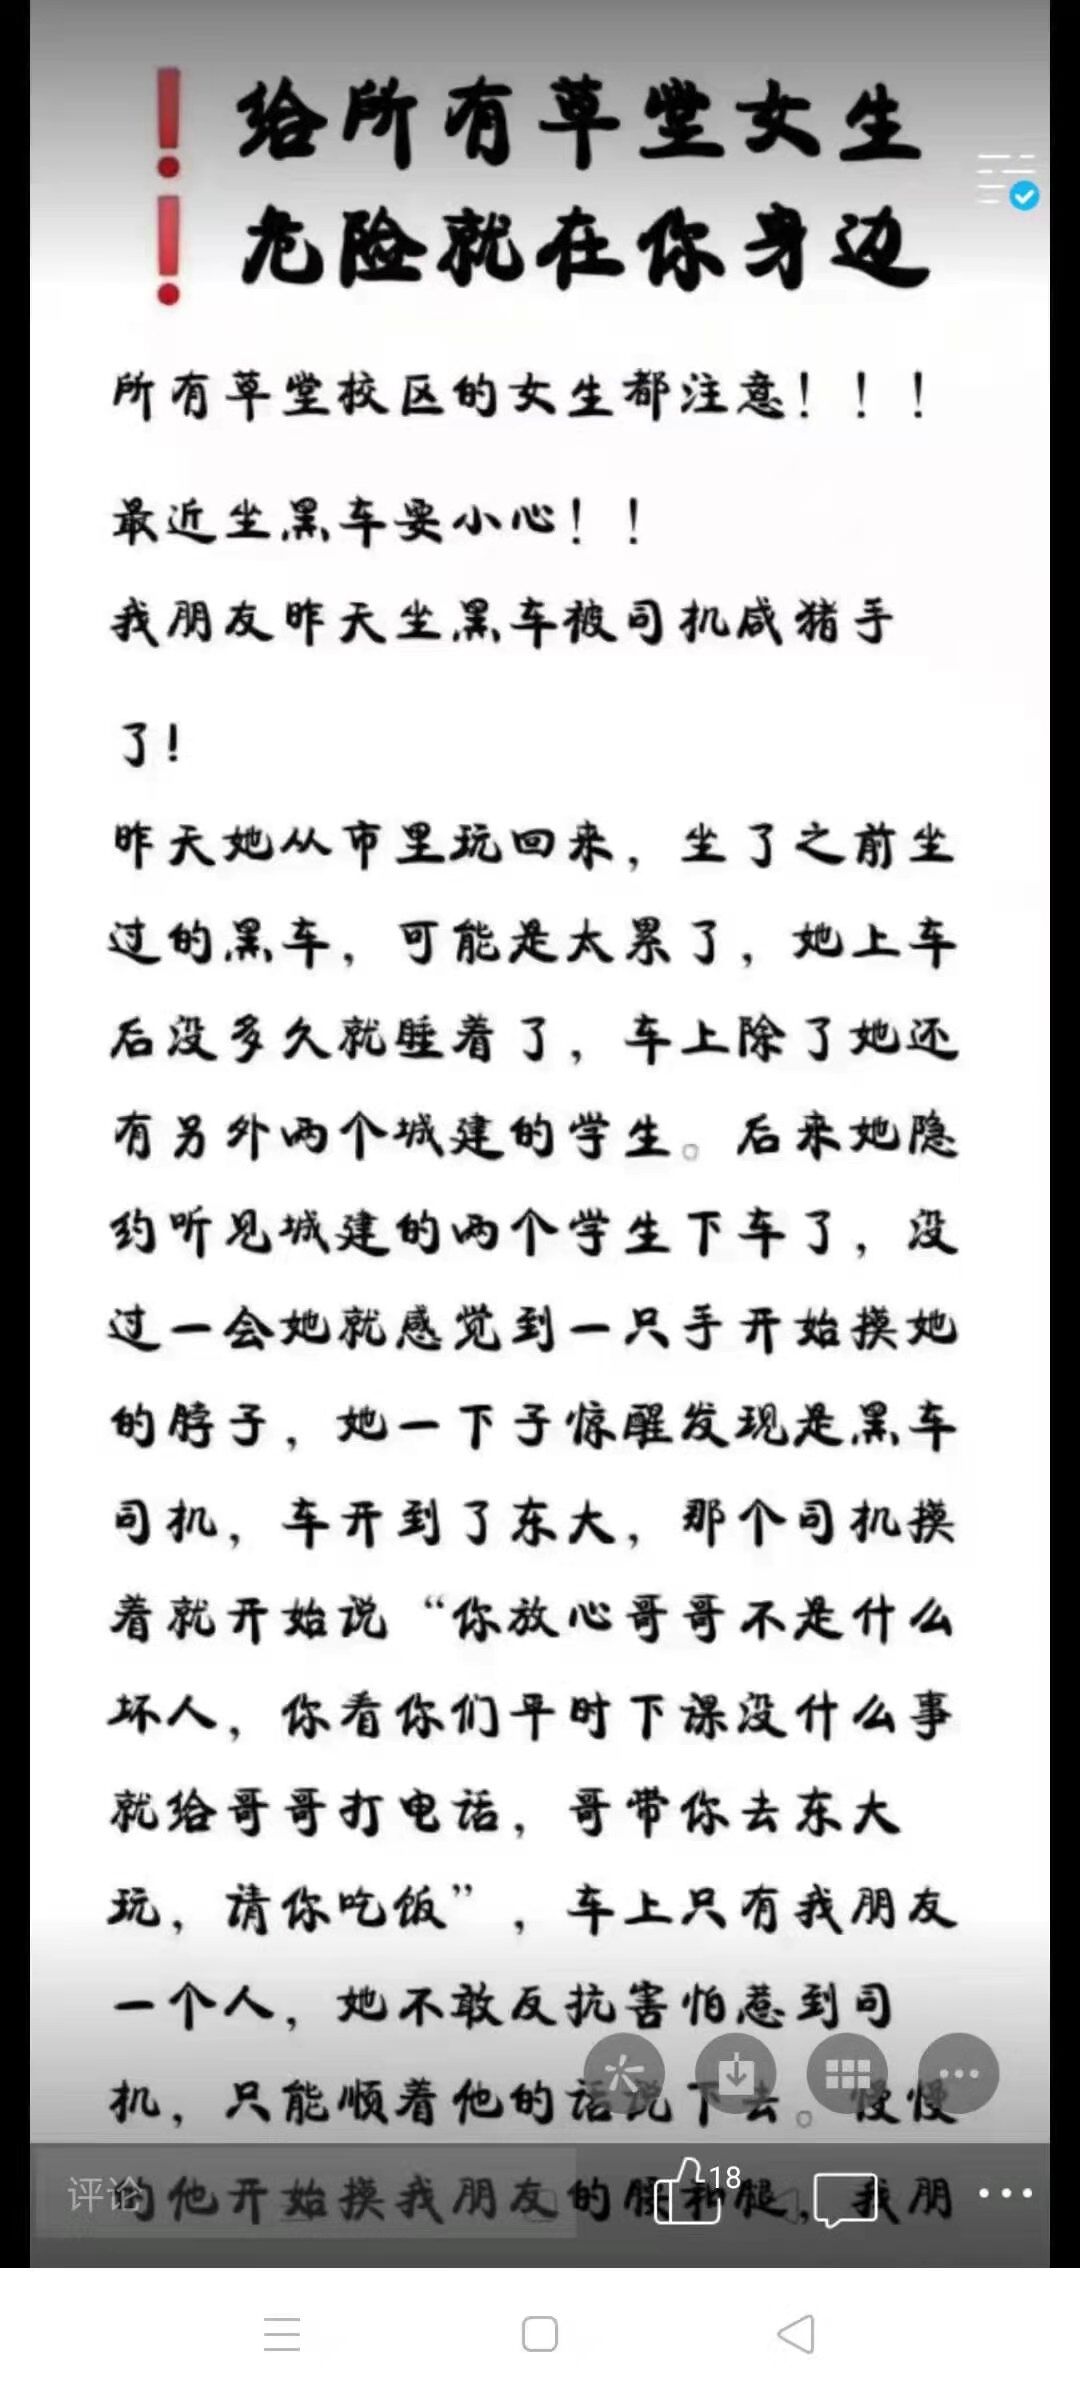 ❗给所有草堂女生
❗危险就在你身边
所有草堂校区的女生都注意！！！
最近坐黑车要小心！！
我朋友昨天坐黑车被司机咸猪手
了！
昨天她从市里玩回来，坐了之前坐
过的黑车，可能是太累了，她上车
后没多久就睡着了，车上除了她还
有另外两个城建的学生。后来她隐
约听见城建的两个学生下车了，没
过一会她就感觉到一只手开始摸她
的脖子，她一下子惊醒发现是黑车
司机，车开到了东大，那个司机摸
着就开始说“你放心哥哥不是什么
坏人，你看你们平时下课没什么事
就给哥哥打电话，哥带你去东大
玩，请你吃饭”，车上只有我朋友
一个人，她不敢反抗害怕惹到司
机，只能顺着他的话说下去。慢慢
的他开始摸我朋友的腰和腿，我朋
评论
18